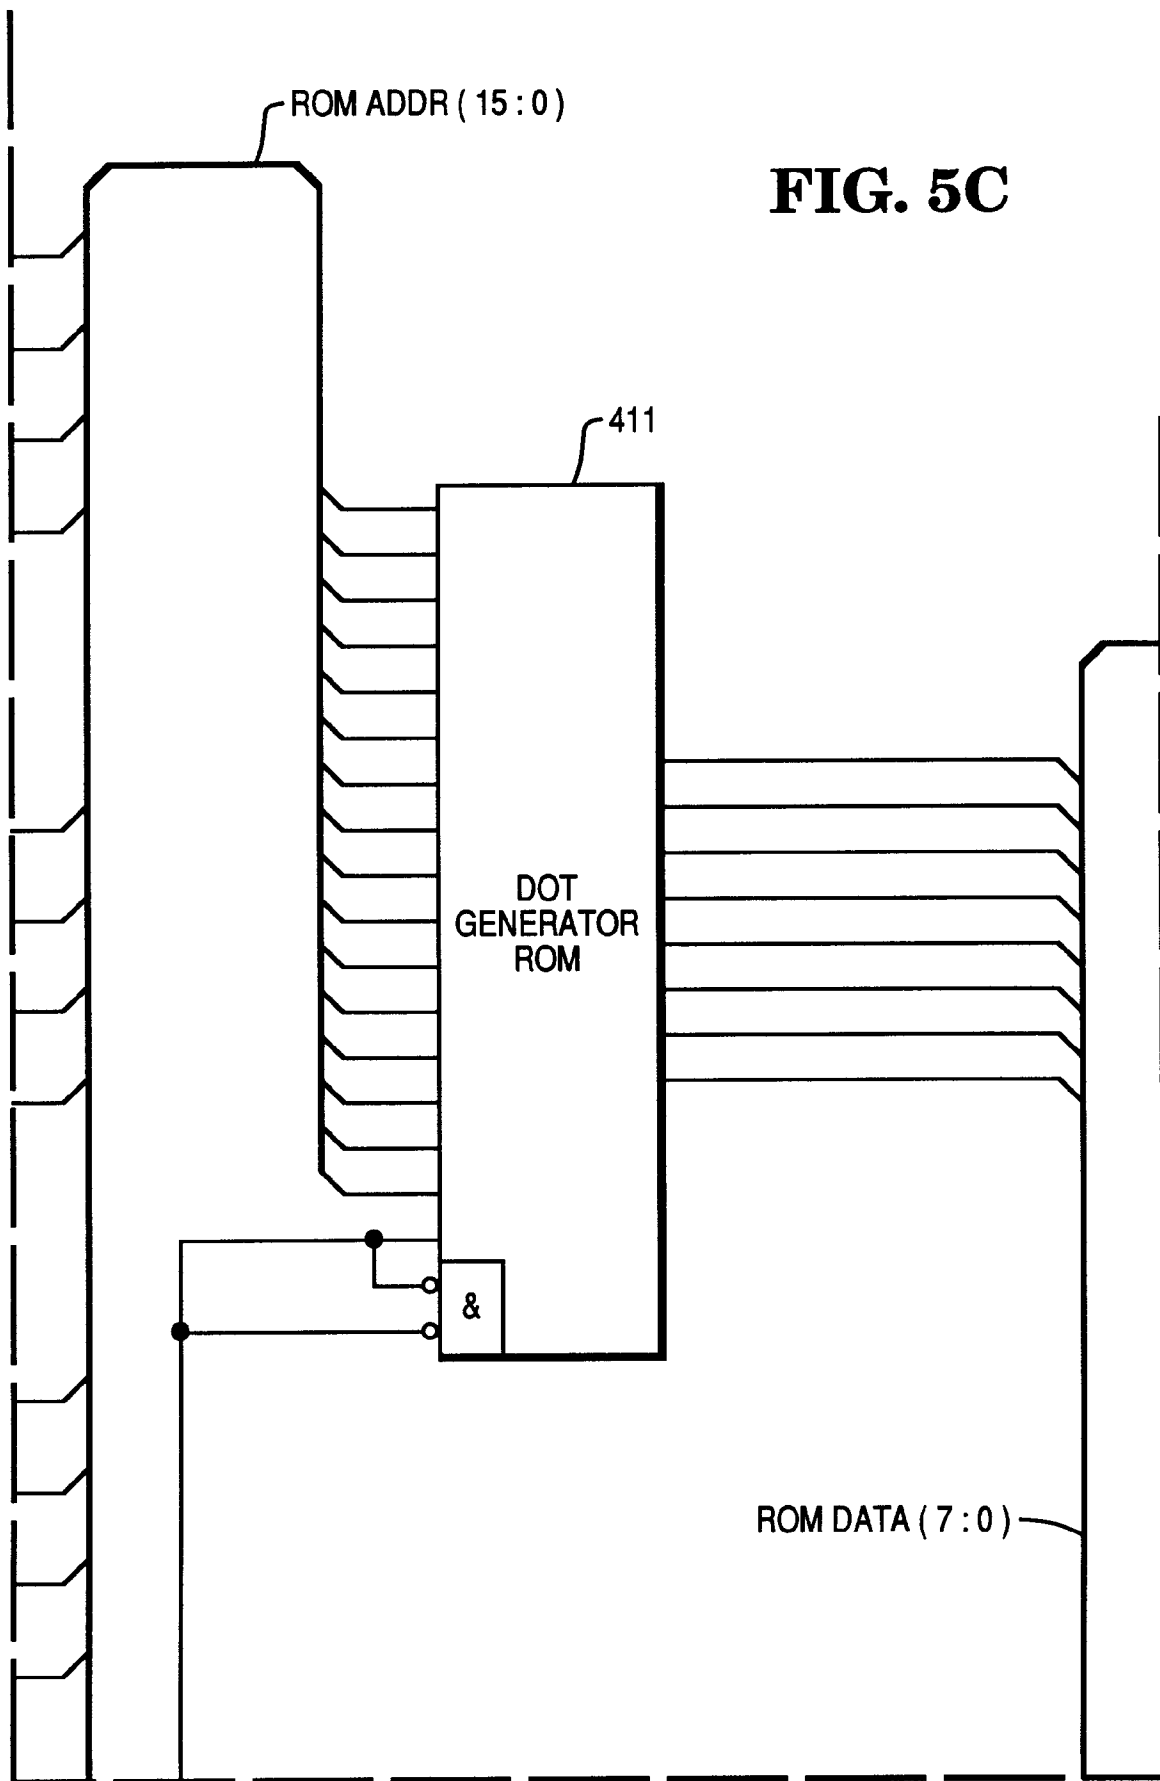 ROM ADDR ( 15 : 0 )
FIG. 5C
411
DOT
GENERATOR
ROM
&
ROM DATA ( 7 : 0 )